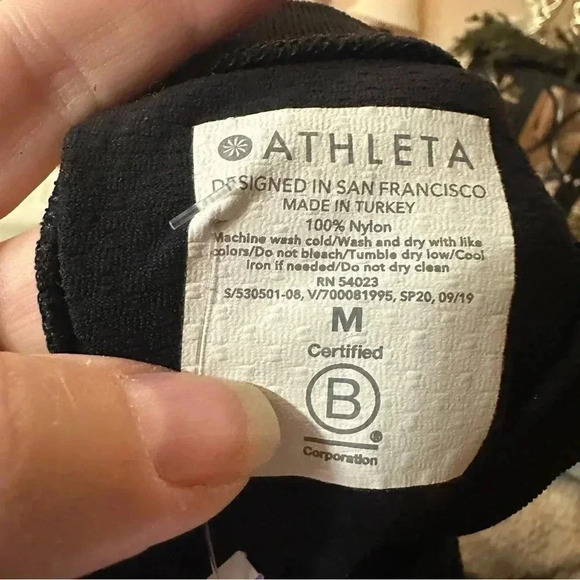 ATHLETA
DESIGNED IN SAN FRANCISCO
MADE IN TURKEY
100% Nylon
Machine wash cold/Wash and dry with like
colors/Do not bleach/Tumble dry low/Cool
Iron if needed/Do not dry clean
RN 54023
S/530501-08, V/700081995, SP20, 09/19
M
Certified
B
®
Corporation